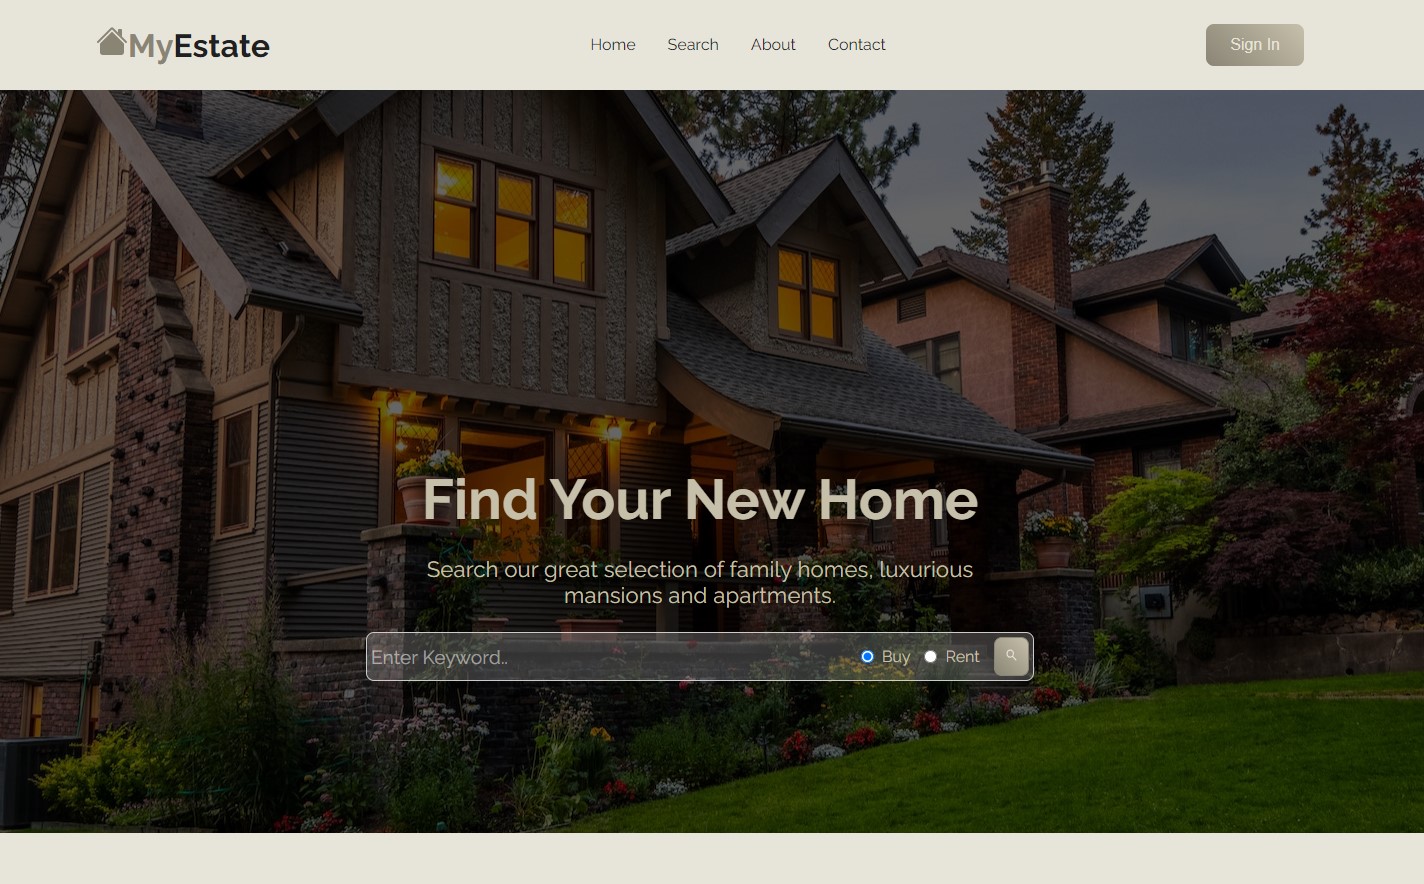 MyEstate
Home
Search
About
Contact
Sign In
Find Your New Home
Search our great selection of family homes, luxurious
mansions and apartments.
Enter Keyword..
Buy
Rent